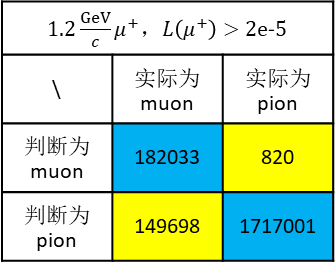 1.2 GeV/c μ⁺，L(μ⁺) > 2e-5
\
实际为
muon
实际为
pion
判断为
muon
182033
820
判断为
pion
149698
1717001